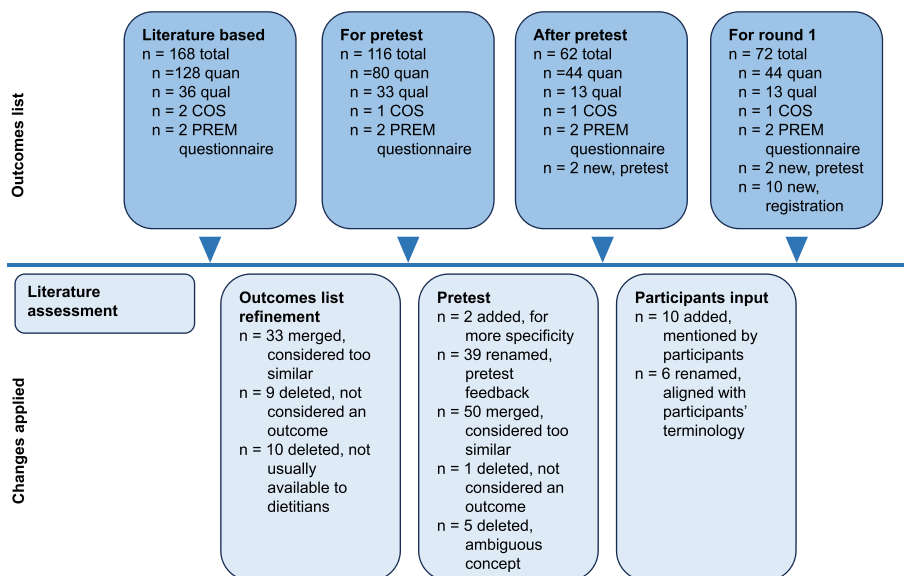 Outcomes list
Literature based
n = 168 total
n =128 quan
n = 36 qual
n = 2 COS
n = 2 PREM
questionnaire
For pretest
n = 116 total
n =80 quan
n = 33 qual
n = 1 COS
n = 2 PREM
questionnaire
After pretest
n = 62 total
n =44 quan
n = 13 qual
n = 1 COS
n = 2 PREM
questionnaire
n = 2 new, pretest
For round 1
n = 72 total
n = 44 quan
n = 13 qual
n = 1 COS
n = 2 PREM
questionnaire
n = 2 new, pretest
n = 10 new,
registration
Changes applied
Literature
assessment
Outcomes list
refinement
n = 33 merged,
considered too
similar
n = 9 deleted, not
considered an
outcome
n = 10 deleted, not
usually
available to
dietitians
Pretest
n = 2 added, for
more specificity
n = 39 renamed,
pretest
feedback
n = 50 merged,
considered too
similar
n = 1 deleted, not
considered an
outcome
n = 5 deleted,
ambiguous
concept
Participants input
n = 10 added,
mentioned by
participants
n = 6 renamed,
aligned with
participants’
terminology